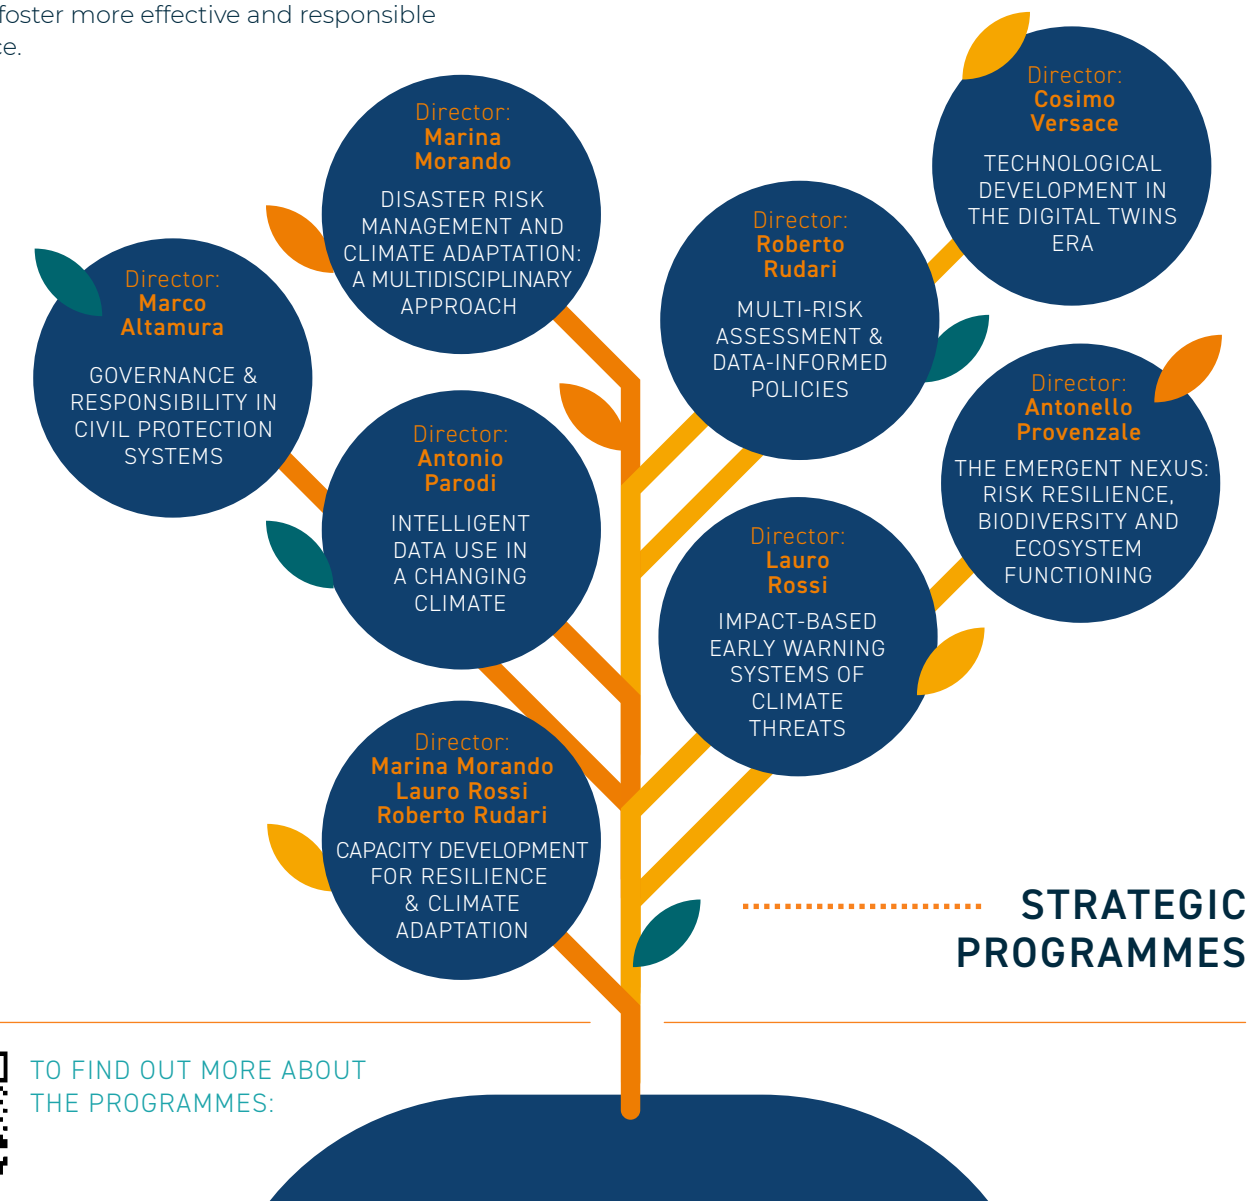 foster more effective and responsible
Director:
Marina
Morando
DISASTER RISK
MANAGEMENT AND
CLIMATE ADAPTATION:
A MULTIDISCIPLINARY
APPROACH
Director:
Cosimo
Versace
TECHNOLOGICAL
DEVELOPMENT IN
THE DIGITAL TWINS
ERA
Director:
Roberto
Rudari
MULTI-RISK
ASSESSMENT &
DATA-INFORMED
POLICIES
Director:
Marco
Altamura
GOVERNANCE &
RESPONSIBILITY IN
CIVIL PROTECTION
SYSTEMS
Director:
Antonio
Parodi
INTELLIGENT
DATA USE IN
A CHANGING
CLIMATE
Director:
Antonello
Provenzale
THE EMERGENT NEXUS:
RISK RESILIENCE,
BIODIVERSITY AND
ECOSYSTEM
FUNCTIONING
Director:
Lauro
Rossi
IMPACT-BASED
EARLY WARNING
SYSTEMS OF
CLIMATE
THREATS
Director:
Marina Morando
Lauro Rossi
Roberto Rudari
CAPACITY DEVELOPMENT
FOR RESILIENCE
& CLIMATE
ADAPTATION
STRATEGIC
PROGRAMMES
TO FIND OUT MORE ABOUT
THE PROGRAMMES: